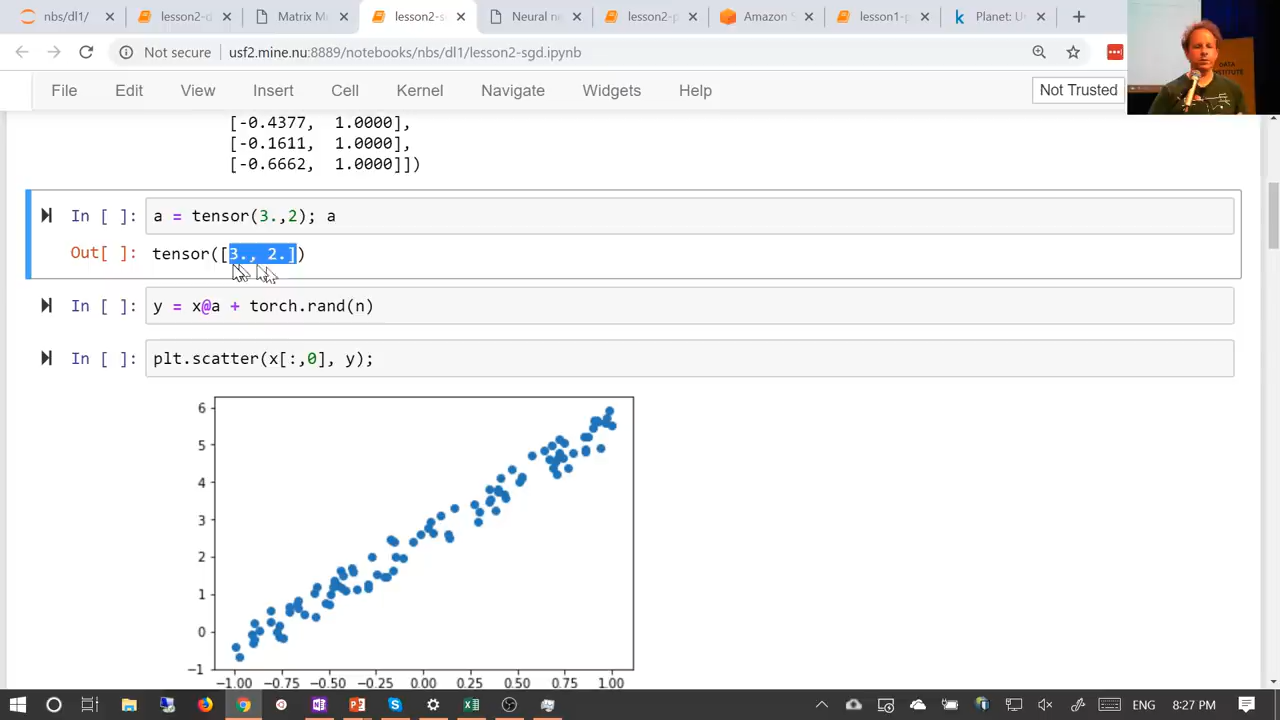 nbs/dl1/ lesson2-d Matrix M lesson2-s Neural ne lesson2-p Amazon S lesson1-p Planet: U
Not secure usf2.mine.nu:8889/notebooks/nbs/dl1/lesson2-sgd.ipynb
File Edit View Insert Cell Kernel Navigate Widgets Help Not Trusted
[-0.4377, 1.0000],
[-0.1611, 1.0000],
[-0.6662, 1.0000]])
In [ ]: a = tensor(3.,2); a
Out[ ]: tensor([3., 2.])
In [ ]: y = x@a + torch.rand(n)
In [ ]: plt.scatter(x[:,0], y);
6
5
4
3
2
1
0
−1
−1.00 −0.75 −0.50 −0.25 0.00 0.25 0.50 0.75 1.00
DATA
INSTITUTE
ENG 8:27 PM